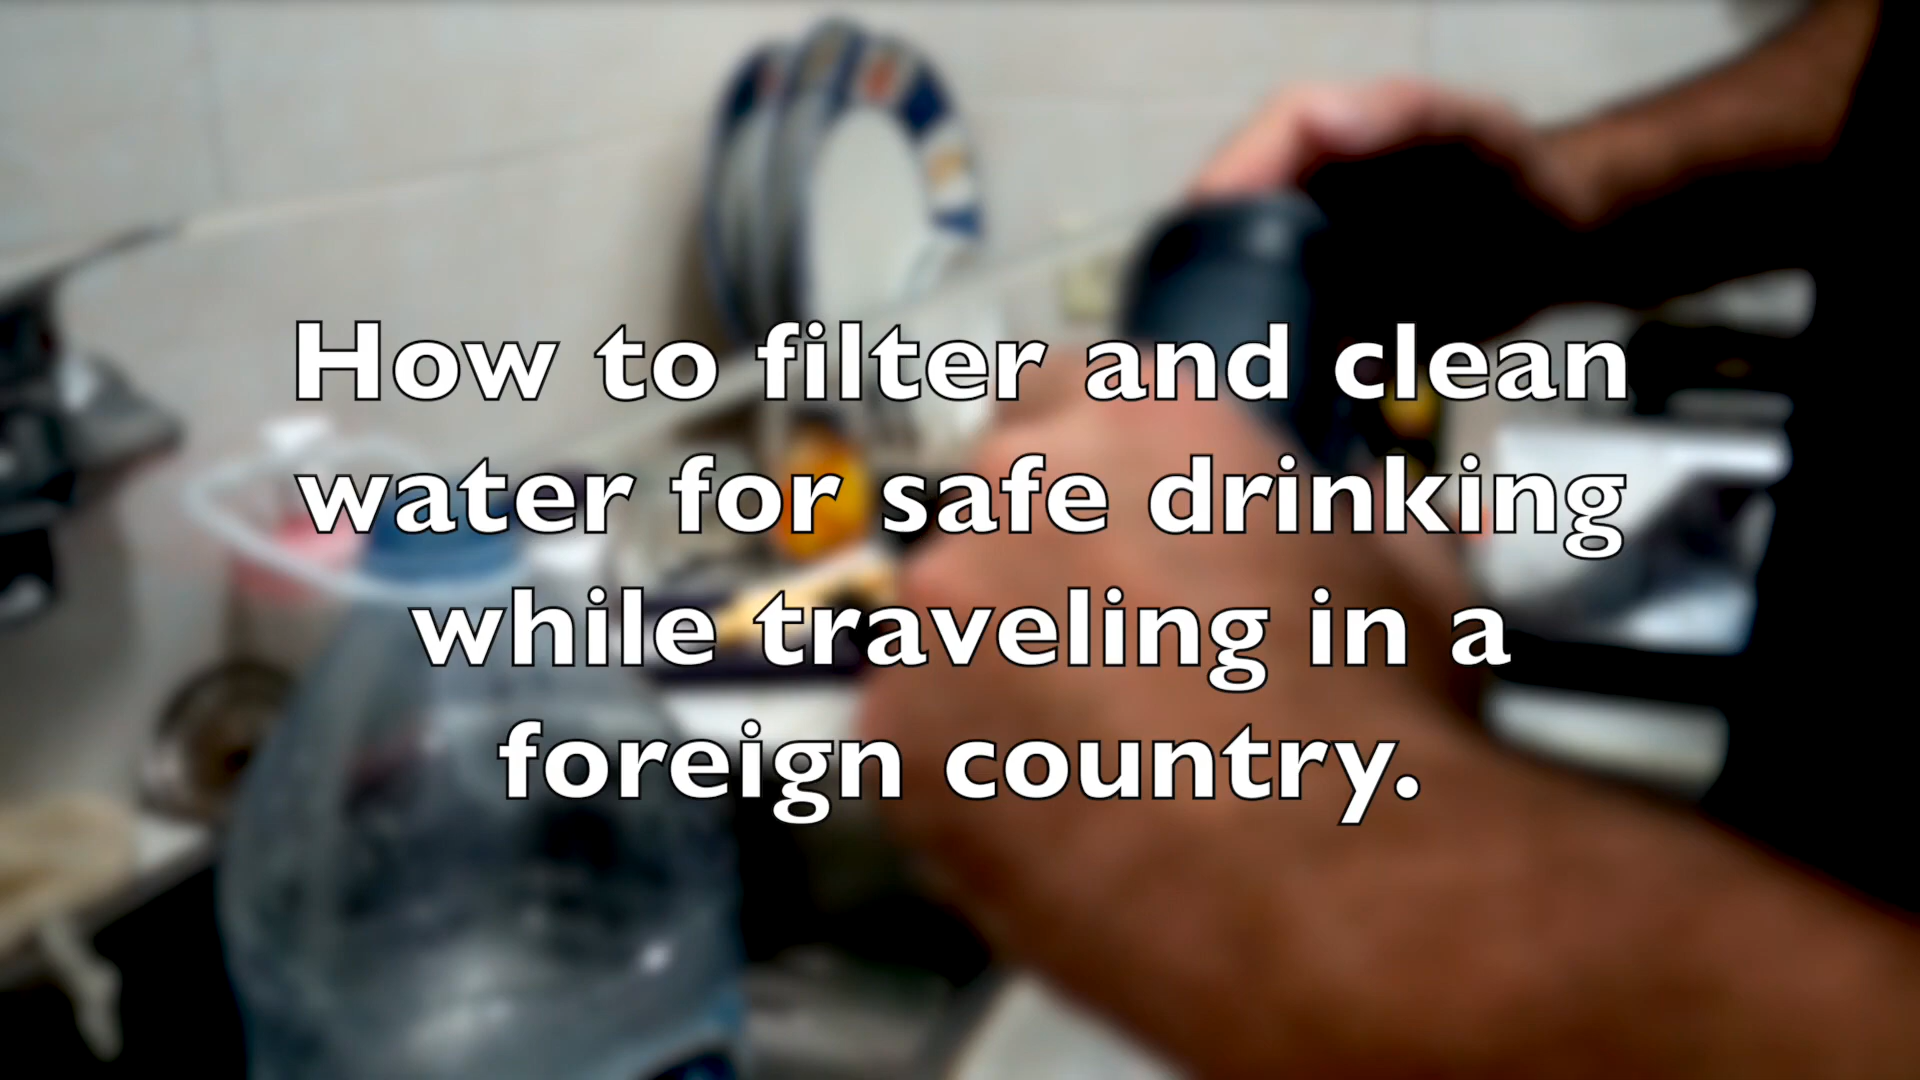 How to filter and clean
water for safe drinking
while traveling in a
foreign country.